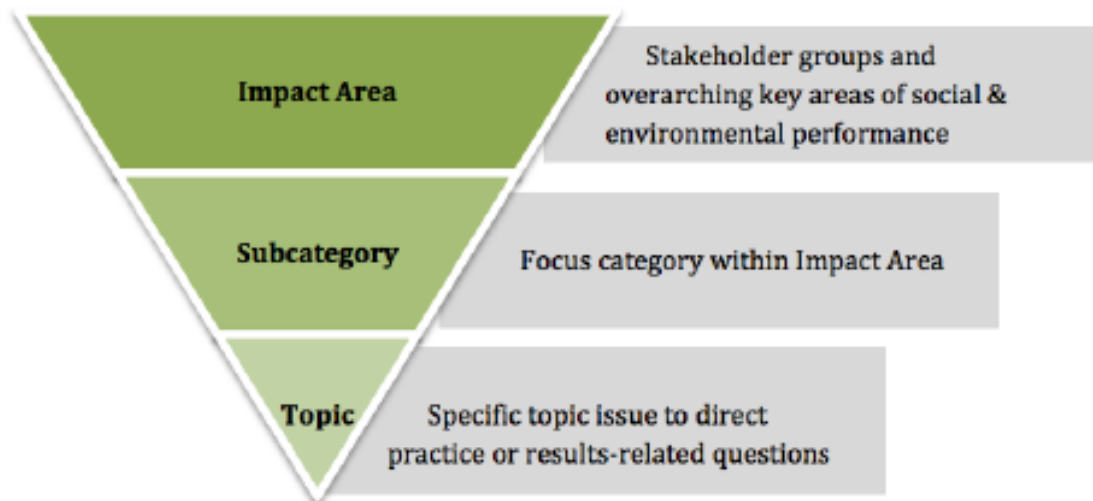 Impact Area
Stakeholder groups and
overarching key areas of social &
environmental performance
Subcategory
Focus category within Impact Area
Topic
Specific topic issue to direct
practice or results-related questions